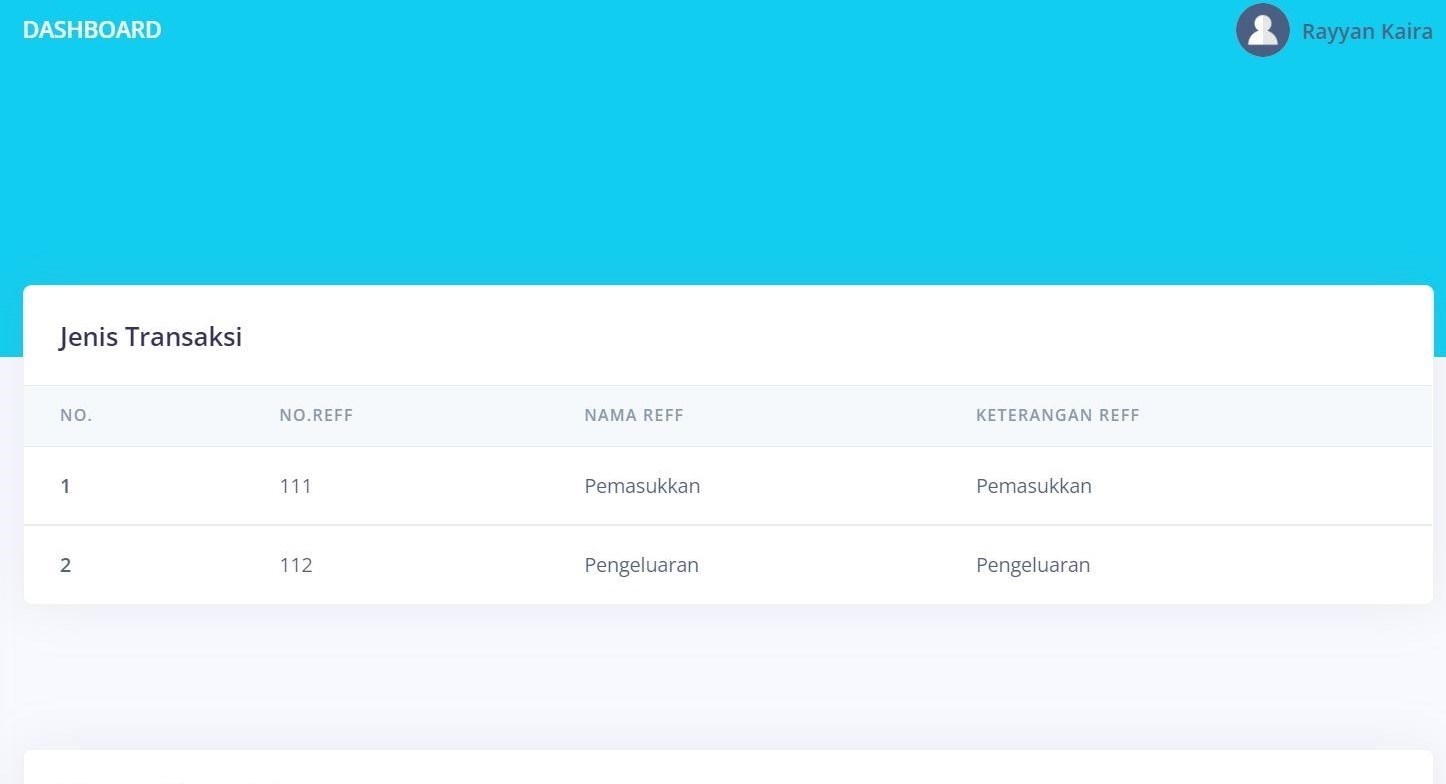 DASHBOARD
Rayyan Kaira
Jenis Transaksi
NO. NO.REFF NAMA REFF KETERANGAN REFF
1 111 Pemasukkan Pemasukkan
2 112 Pengeluaran Pengeluaran